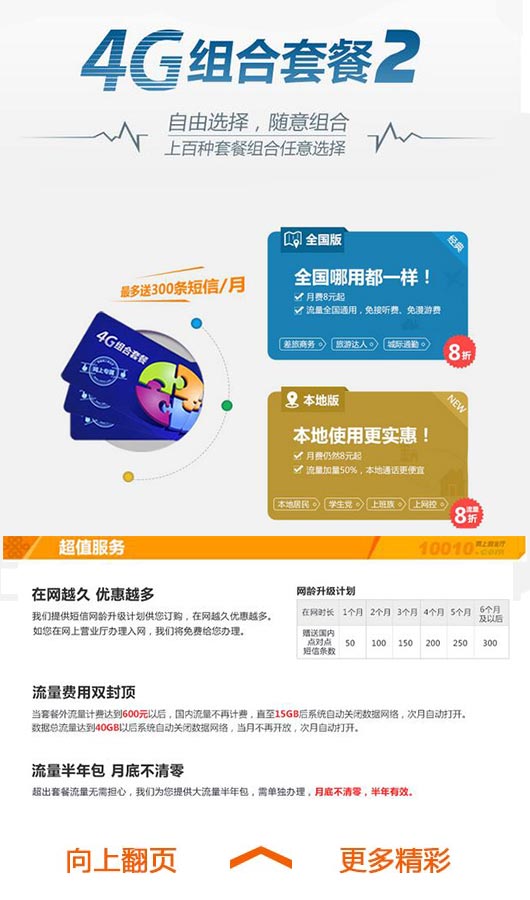 4G组合套餐2
自由选择，随意组合
上百种套餐组合任意选择
最多送300条短信/月
4G组合套餐
网上专属
全国版
经典
全国哪用都一样！
月费8元起
流量全国通用，免接听费、免漫游费
差旅商务
旅游达人
城际通勤
8折
本地版
NEW
本地使用更实惠！
月费仍然8元起
流量加量50%，本地通话更便宜
本地居民
学生党
上班族
上网控
流量
8折
超值服务
网上营业厅
10010.com
在网越久 优惠越多
我们提供短信网龄升级计划供您订购，在网越久优惠越多。
如您在网上营业厅办理入网，我们将免费给您办理。
网龄升级计划
在网时长 1个月 2个月 3个月 4个月 5个月 6个月及以后
赠送国内点对点短信条数 50 100 150 200 250 300
流量费用双封顶
当套餐外流量计费达到600元以后，国内流量不再计费，直至15GB后系统自动关闭数据网络，次月自动打开。
数据总流量达到40GB以后系统自动关闭数据网络，当月不再开放，次月自动打开。
流量半年包 月底不清零
超出套餐流量无需担心，我们为您提供大流量半年包，需单独办理，月底不清零，半年有效。
向上翻页 更多精彩